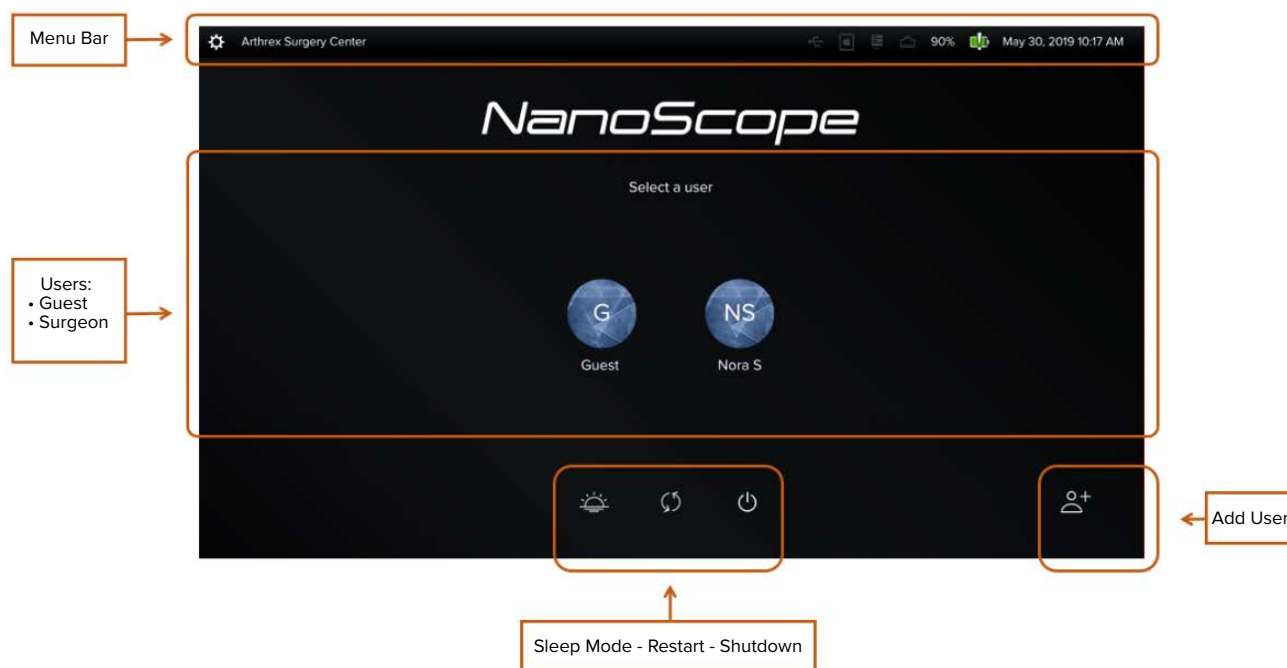 Menu Bar
Arthrex Surgery Center
90%
May 30, 2019 10:17 AM
NanoScope
Select a user
Users:
• Guest
• Surgeon
G
NS
Guest
Nora S
Add User
Sleep Mode - Restart - Shutdown